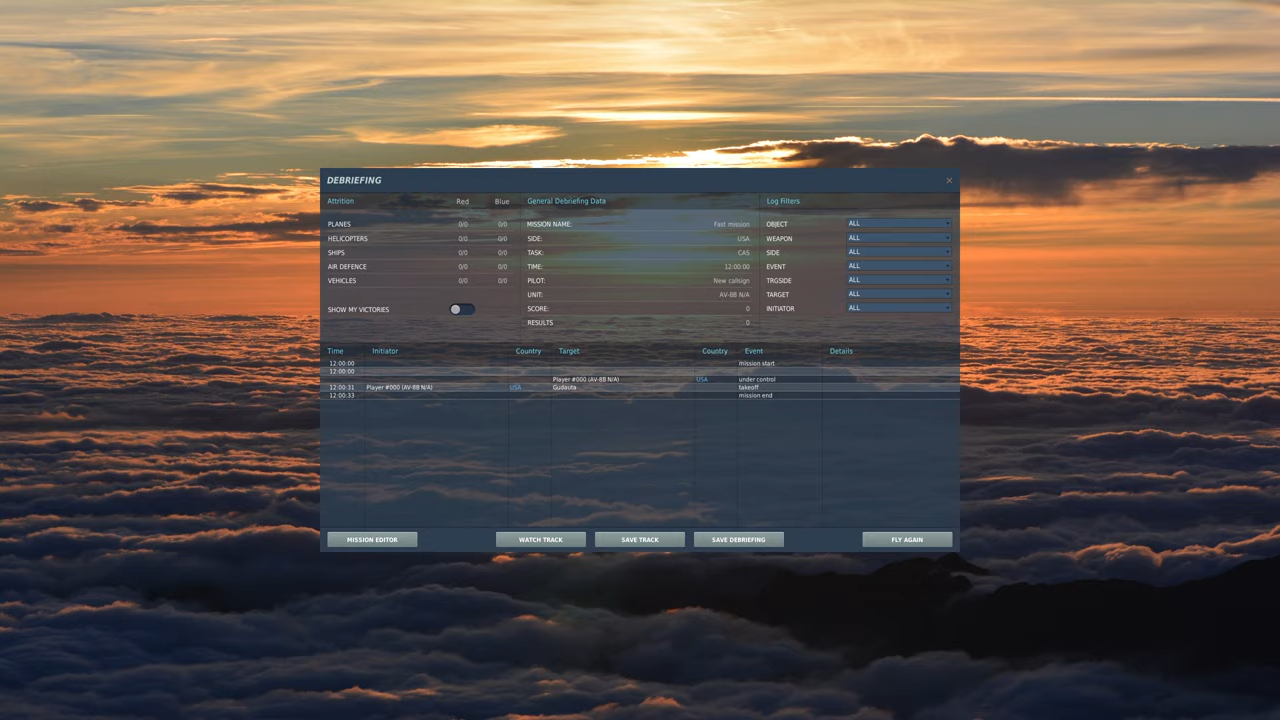 DEBRIEFING ×
Attrition Red Blue
PLANES 0/0 0/0
HELICOPTERS 0/0 0/0
SHIPS 0/0 0/0
AIR DEFENCE 0/0 0/0
VEHICLES 0/0 0/0
SHOW MY VICTORIES
General Debriefing Data
MISSION NAME: Fast mission
SIDE: USA
TASK: CAS
TIME: 12:00:00
PILOT: New callsign
UNIT: AV-8B N/A
SCORE: 0
RESULTS 0
Log Filters
OBJECT ALL
WEAPON ALL
SIDE ALL
EVENT ALL
TRGSIDE ALL
TARGET ALL
INITIATOR ALL
Time Initiator Country Target Country Event Details
12:00:00 mission start
12:00:00
Player #000 (AV-8B N/A) USA under control
12:00:31 Player #000 (AV-8B N/A) USA Gudauta takeoff
12:00:33 mission end
MISSION EDITOR WATCH TRACK SAVE TRACK SAVE DEBRIEFING FLY AGAIN